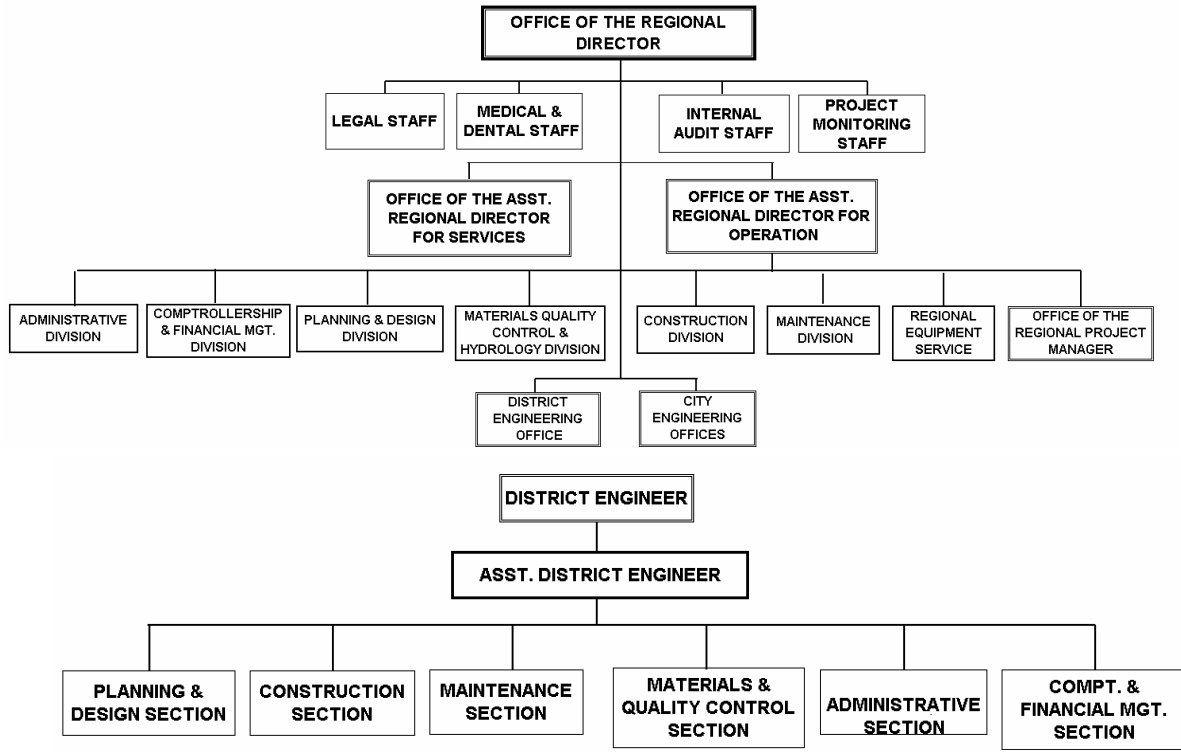 OFFICE OF THE REGIONAL
DIRECTOR
LEGAL STAFF
MEDICAL &
DENTAL STAFF
INTERNAL
AUDIT STAFF
PROJECT
MONITORING
STAFF
OFFICE OF THE ASST.
REGIONAL DIRECTOR
FOR SERVICES
OFFICE OF THE ASST.
REGIONAL DIRECTOR FOR
OPERATION
ADMINISTRATIVE
DIVISION
COMPTROLLERSHIP
& FINANCIAL MGT.
DIVISION
PLANNING & DESIGN
DIVISION
MATERIALS QUALITY
CONTROL &
HYDROLOGY DIVISION
CONSTRUCTION
DIVISION
MAINTENANCE
DIVISION
REGIONAL
EQUIPMENT
SERVICE
OFFICE OF THE
REGIONAL PROJECT
MANAGER
DISTRICT
ENGINEERING
OFFICE
CITY
ENGINEERING
OFFICES
DISTRICT ENGINEER
ASST. DISTRICT ENGINEER
PLANNING &
DESIGN SECTION
CONSTRUCTION
SECTION
MAINTENANCE
SECTION
MATERIALS &
QUALITY CONTROL
SECTION
ADMINISTRATIVE
SECTION
COMPT. &
FINANCIAL MGT.
SECTION